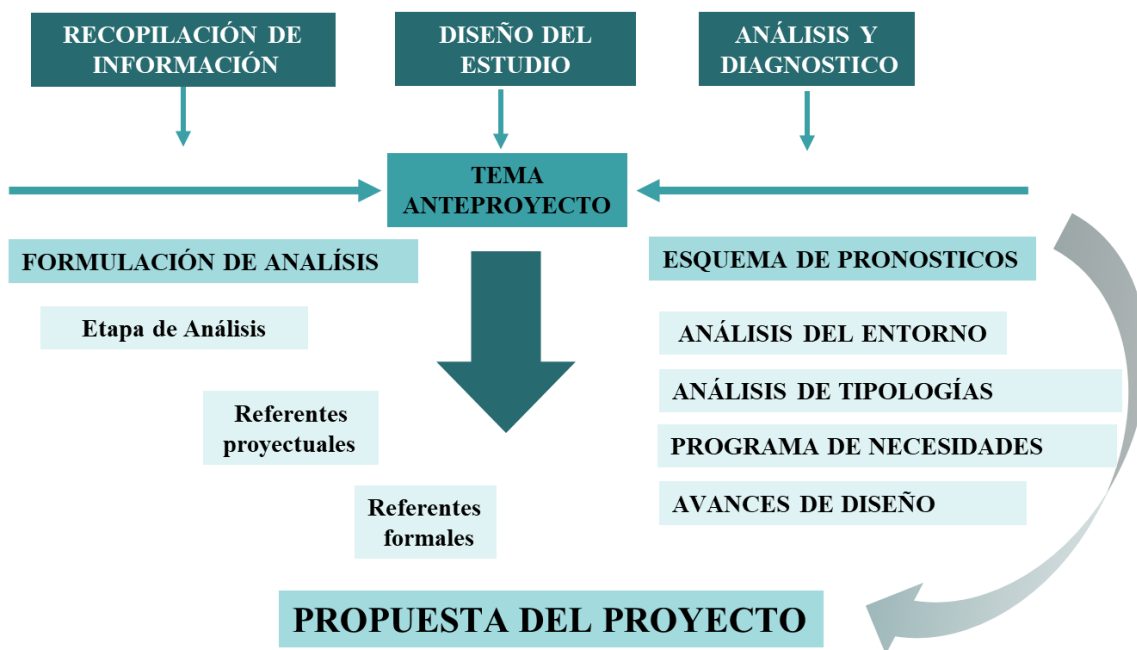 RECOPILACIÓN DE
INFORMACIÓN
DISEÑO DEL
ESTUDIO
ANÁLISIS Y
DIAGNOSTICO
TEMA
ANTEPROYECTO
FORMULACIÓN DE ANALÍSIS
Etapa de Análisis
Referentes
proyectuales
Referentes
formales
ESQUEMA DE PRONOSTICOS
ANÁLISIS DEL ENTORNO
ANÁLISIS DE TIPOLOGÍAS
PROGRAMA DE NECESIDADES
AVANCES DE DISEÑO
PROPUESTA DEL PROYECTO